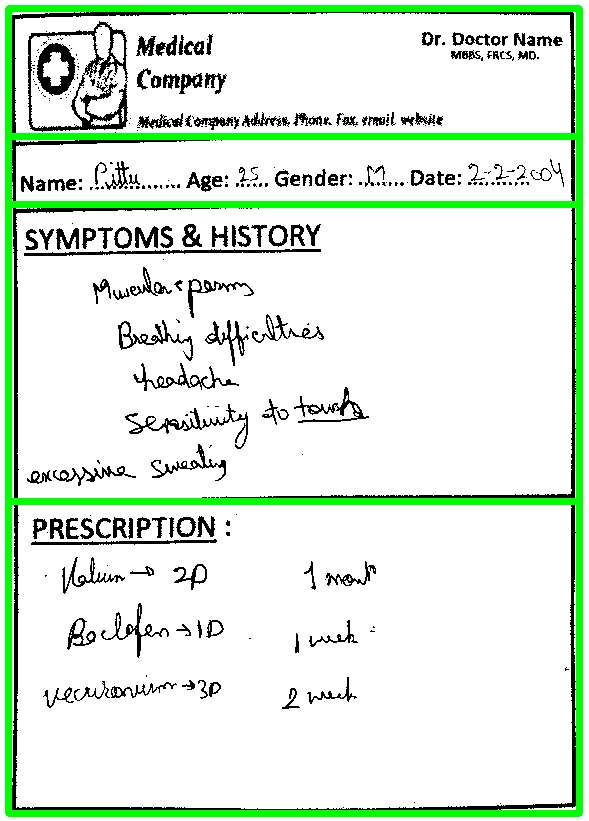 Medical
Company
Dr. Doctor Name
MBBS, FRCS, MD.
Medical Company Address, Phone, Fax, email, website
Name: Pittu Age: 25 Gender: M Date: 2-2-2004
SYMPTOMS & HISTORY
Muscular spasms
Breathing difficulties
headache
Sensitivity to touch
excessive sweating
PRESCRIPTION :
Valium → 2D 1 month
Baclofen → 1D 1 week
Vecuronium → 3D 2 week